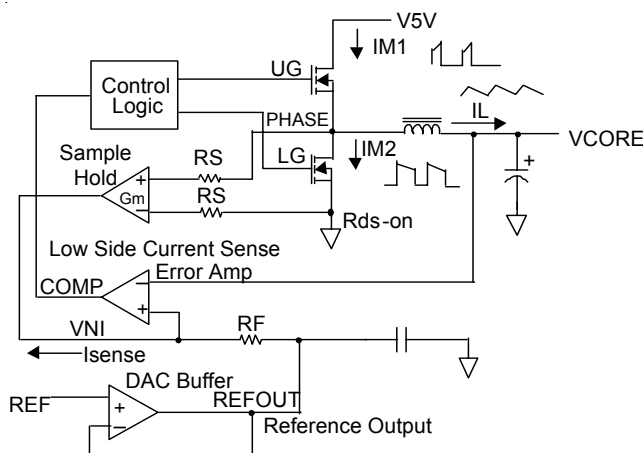 V5V
IM1
UG
Control
Logic
PHASE
IL
VCORE
Sample
Hold
RS
LG
IM2
+
+
Gm
−
RS
Rds-on
Low Side Current Sense
Error Amp
COMP
−
+
VNI
RF
Isense
DAC Buffer
REF
+
REFOUT
−
Reference Output